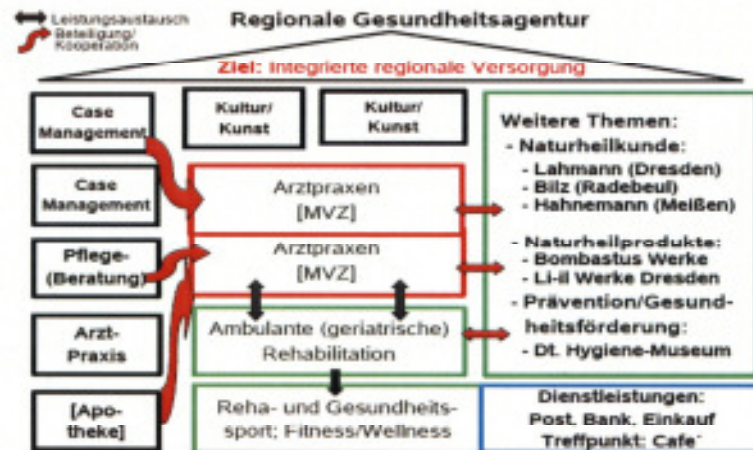 Leistungsaustausch
Beteiligung/
Kooperation
Regionale Gesundheitsagentur
Ziel: Integrierte regionale Versorgung
Case
Management
Kultur/
Kunst
Kultur/
Kunst
Case
Management
Pflege-
(Beratung)
Arzt-
Praxis
[Apo-
theke]
Arztpraxen
[MVZ]
Arztpraxen
[MVZ]
Ambulante (geriatrische)
Rehabilitation
Reha- und Gesundheits-
sport; Fitness/Wellness
Weitere Themen:
- Naturheilkunde:
- Lahmann (Dresden)
- Bilz (Radebeul)
- Hahnemann (Meißen)
- Naturheilprodukte:
- Bombastus Werke
- Li-il Werke Dresden
- Prävention/Gesund-
heitsförderung:
- Dt. Hygiene-Museum
Dienstleistungen:
Post. Bank. Einkauf
Treffpunkt: Cafe´